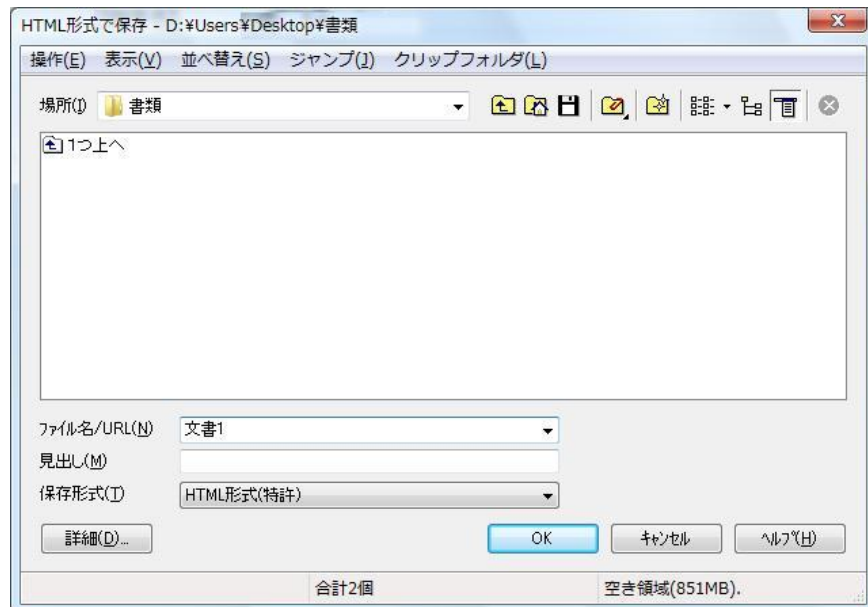 HTML形式で保存 - D:¥Users¥Desktop¥書類
操作(E) 表示(V) 並べ替え(S) ジャンプ(J) クリップフォルダ(L)
場所(I) 書類
1つ上へ
ファイル名/URL(N) 文書1
見出し(M)
保存形式(T) HTML形式(特許)
詳細(D)... OK キャンセル ヘルプ(H)
合計2個 空き領域(851MB).